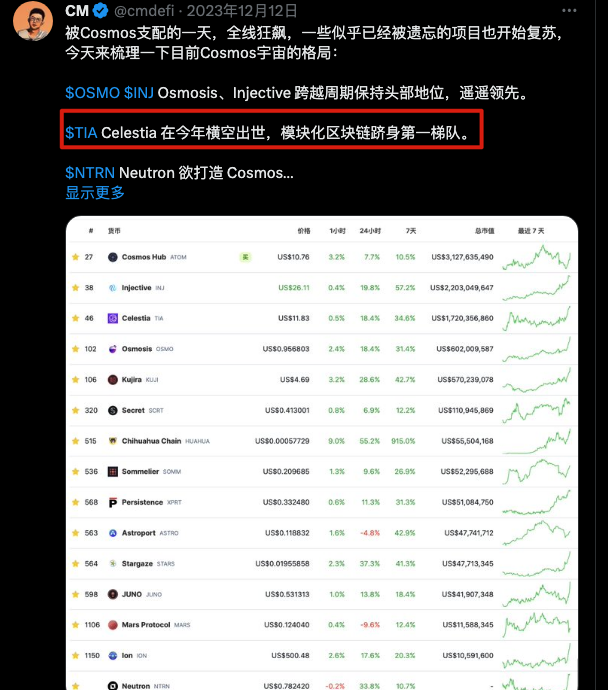 CM @cmdefi · 2023年12月12日
被Cosmos支配的一天，全线狂飙，一些似乎已经被遗忘的项目也开始复苏，
今天来梳理一下目前Cosmos宇宙的格局：
$OSMO $INJ Osmosis、Injective 跨越周期保持头部地位，遥遥领先。
$TIA Celestia 在今年横空出世，模块化区块链跻身第一梯队。
$NTRN Neutron 欲打造 Cosmos...
显示更多
# 货币 价格 1小时 24小时 7天 总市值 最近 7 天
27 Cosmos Hub ATOM 买 US$10.76 3.2% 7.7% 10.5% US$3,127,635,490
38 Injective INJ US$26.11 0.4% 19.8% 57.2% US$2,203,049,647
46 Celestia TIA US$11.83 0.5% 18.4% 34.6% US$1,720,356,860
102 Osmosis OSMO US$0.956803 2.4% 18.4% 31.4% US$602,009,587
106 Kujira KUJI US$4.69 3.2% 28.6% 42.7% US$570,239,078
320 Secret SCRT US$0.413001 0.8% 6.9% 12.2% US$110,945,869
515 Chihuahua Chain HUAHUA US$0.00057729 9.0% 55.2% 915.0% US$55,504,168
536 Sommelier SOMM US$0.209685 1.3% 9.6% 26.9% US$52,295,688
568 Persistence XPRT US$0.332480 0.6% 11.3% 31.3% US$51,084,750
563 Astroport ASTRO US$0.118832 1.6% -4.8% 42.9% US$47,741,712
564 Stargaze STARS US$0.01955858 2.3% 37.3% 41.3% US$47,713,345
598 JUNO JUNO US$0.531313 1.0% 13.8% 18.4% US$41,907,348
1106 Mars Protocol MARS US$0.124040 0.4% -9.6% 12.4% US$11,588,345
1150 Ion ION US$500.48 2.6% 17.6% 20.3% US$10,591,600
Neutron NTRN US$0.782420 -0.2% 33.8% 10.7% -